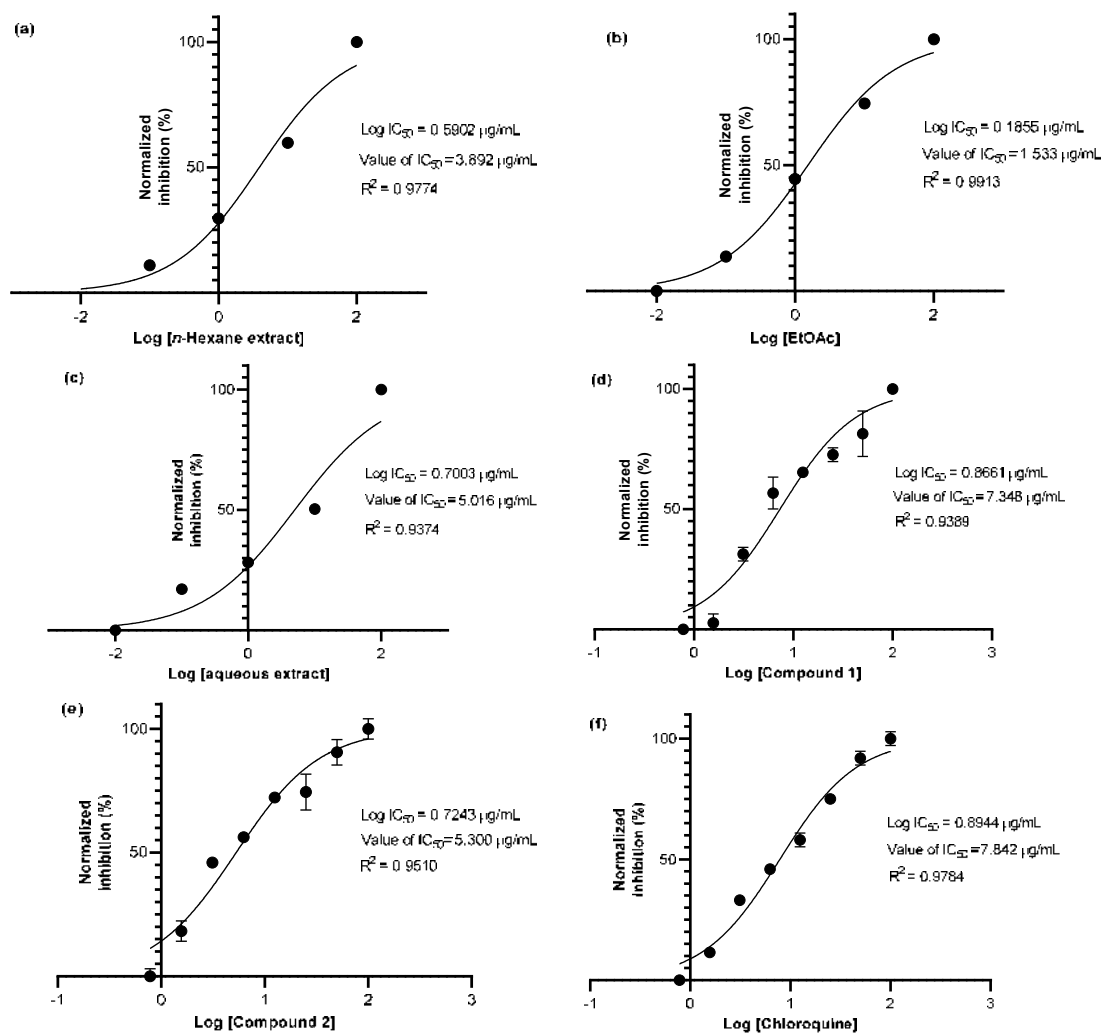 (a)
100
50
Normalized
inhibition (%)
Log IC50 = 0.5902 µg/mL
Value of IC50 = 3.892 µg/mL
R2 = 0.9774
-2
0
2
Log [n-Hexane extract]
(b)
100
50
Normalized
inhibition (%)
Log IC50 = 0.1855 µg/mL
Value of IC50 = 1.533 µg/mL
R2 = 0.9913
-2
0
2
Log [EtOAc]
(c)
100
50
Normalized
inhibition (%)
Log IC50 = 0.7003 µg/mL
Value of IC50 = 5.016 µg/mL
R2 = 0.9374
-2
0
2
Log [aqueous extract]
(d)
100
50
Normalized
inhibition (%)
Log IC50 = 0.8661 µg/mL
Value of IC50 = 7.348 µg/mL
R2 = 0.9389
-1
0
1
2
3
Log [Compound 1]
(e)
100
50
Normalized
inhibition (%)
Log IC50 = 0.7243 µg/mL
Value of IC50 = 5.300 µg/mL
R2 = 0.9510
-1
0
1
2
3
Log [Compound 2]
(f)
100
50
Normalized
inhibition (%)
Log IC50 = 0.8944 µg/mL
Value of IC50 = 7.842 µg/mL
R2 = 0.9784
-1
0
1
2
3
Log [Chloroquine]